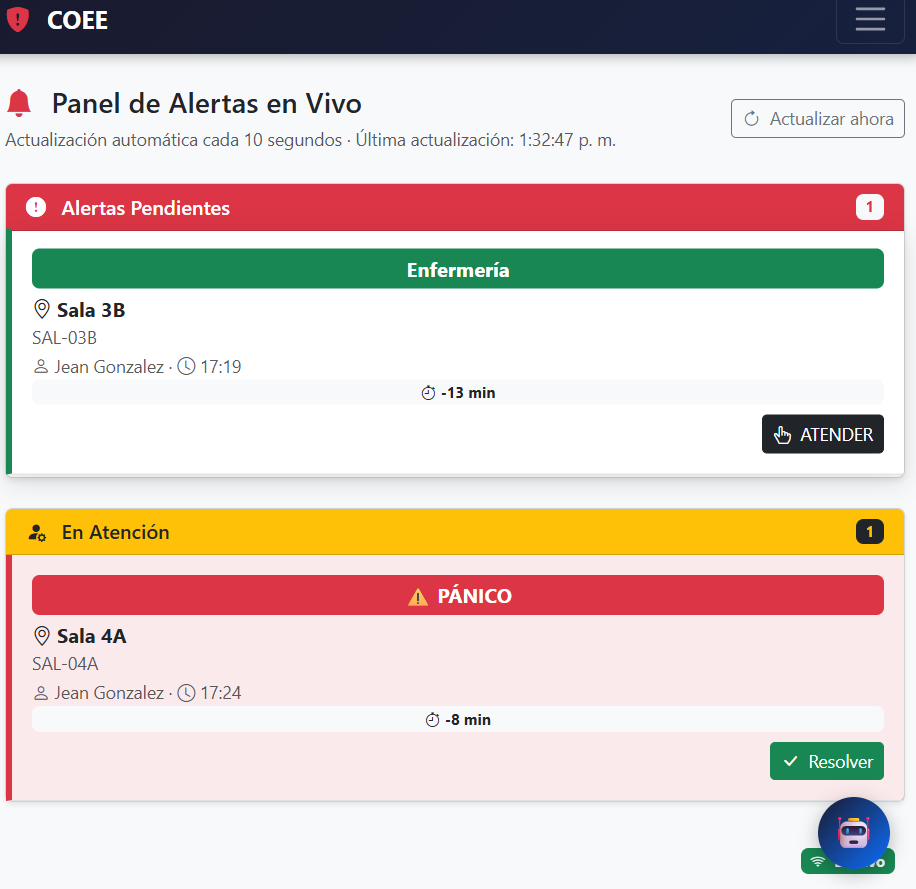 COEE
Panel de Alertas en Vivo
Actualización automática cada 10 segundos · Última actualización: 1:32:47 p. m.
Actualizar ahora
Alertas Pendientes
1
Enfermería
Sala 3B
SAL-03B
Jean Gonzalez · 17:19
-13 min
ATENDER
En Atención
1
PÁNICO
Sala 4A
SAL-04A
Jean Gonzalez · 17:24
-8 min
Resolver